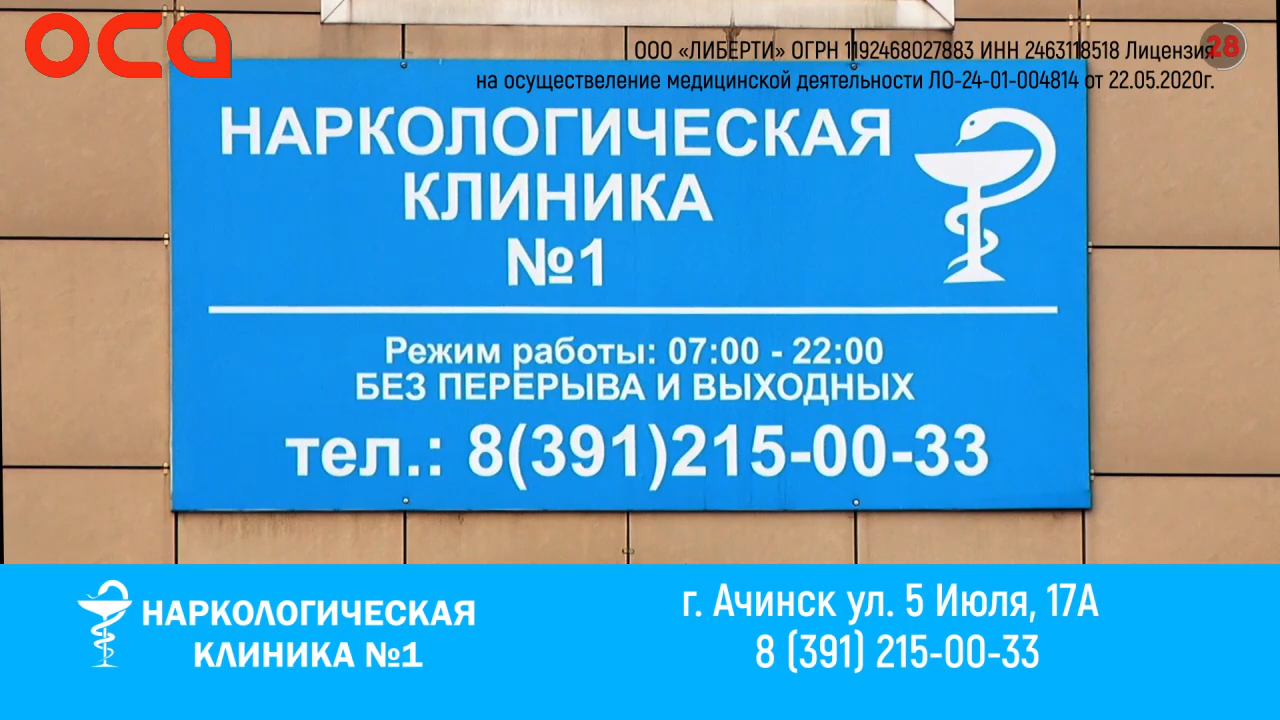 оса
ООО «ЛИБЕРТИ» ОГРН 1192468027883 ИНН 2463118518 Лицензия
28
на осуществление медицинской деятельности ЛО-24-01-004814 от 22.05.2020г.
НАРКОЛОГИЧЕСКАЯ
КЛИНИКА
№1
Режим работы: 07:00 - 22:00
БЕЗ ПЕРЕРЫВА И ВЫХОДНЫХ
тел.: 8(391)215-00-33
НАРКОЛОГИЧЕСКАЯ
КЛИНИКА №1
г. Ачинск ул. 5 Июля, 17А
8 (391) 215-00-33